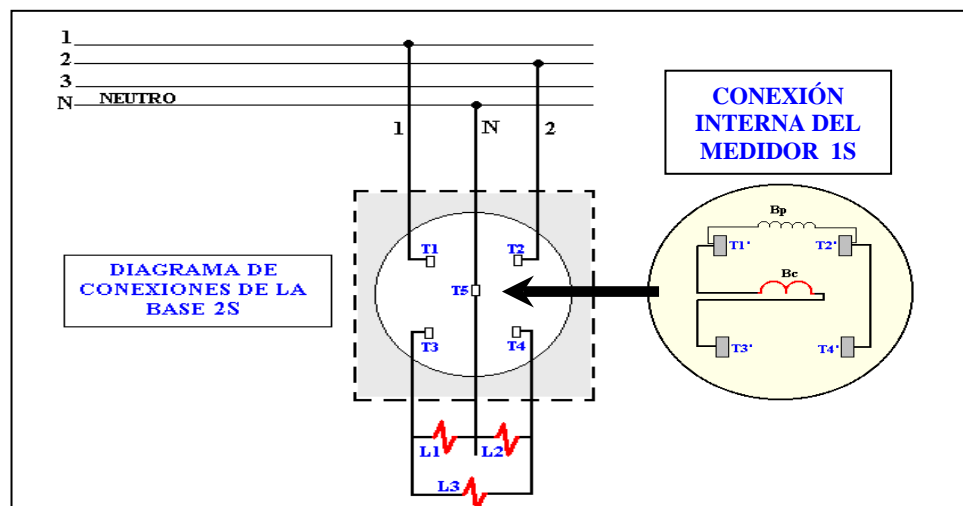 1
2
3
N NEUTRO
1 N 2
CONEXIÓN
INTERNA DEL
MEDIDOR 1S
Bp
T1 T2
T1' T2'
DIAGRAMA DE
CONEXIONES DE LA
BASE 2S
T5
Bc
T3 T4
T3' T4'
L1 L2
L3